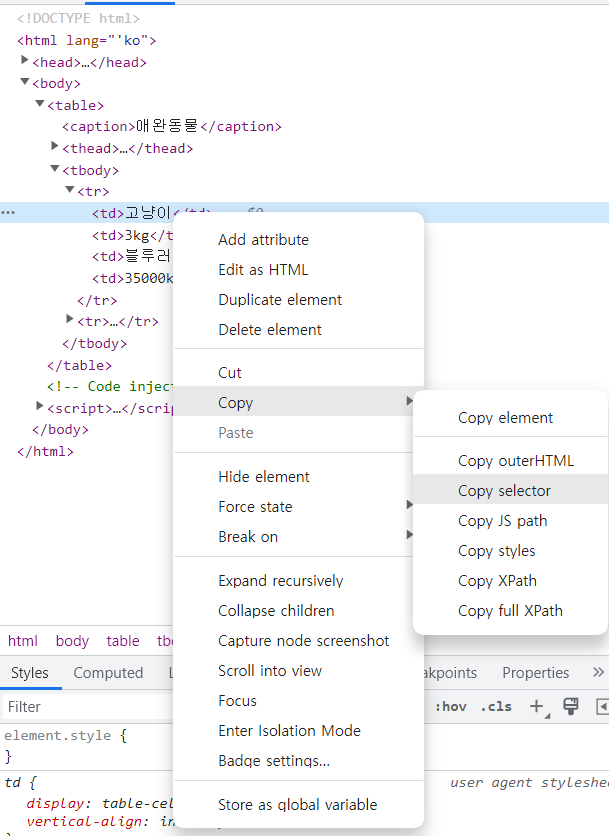 <!DOCTYPE html>
<html lang="'ko">
<head>…</head>
<body>
<table>
<caption>애완동물</caption>
<thead>…</thead>
<tbody>
<tr>
<td>고냥이</td> $0
<td>3kg</t
<td>블루러
<td>35000k
</tr>
<tr>…</tr>
</tbody>
</table>
<!-- Code inject
<script>…</scrip
</body>
</html>
Add attribute
Edit as HTML
Duplicate element
Delete element
Cut
Copy
Paste
Hide element
Force state
Break on
Expand recursively
Collapse children
Capture node screenshot
Scroll into view
Focus
Enter Isolation Mode
Badge settings...
Store as global variable
Copy element
Copy outerHTML
Copy selector
Copy JS path
Copy styles
Copy XPath
Copy full XPath
html body table tb
Styles Computed L akpoints Properties »
Filter :hov .cls +
element.style {
}
td { user agent stylesheet
display: table-cel
vertical-align: in